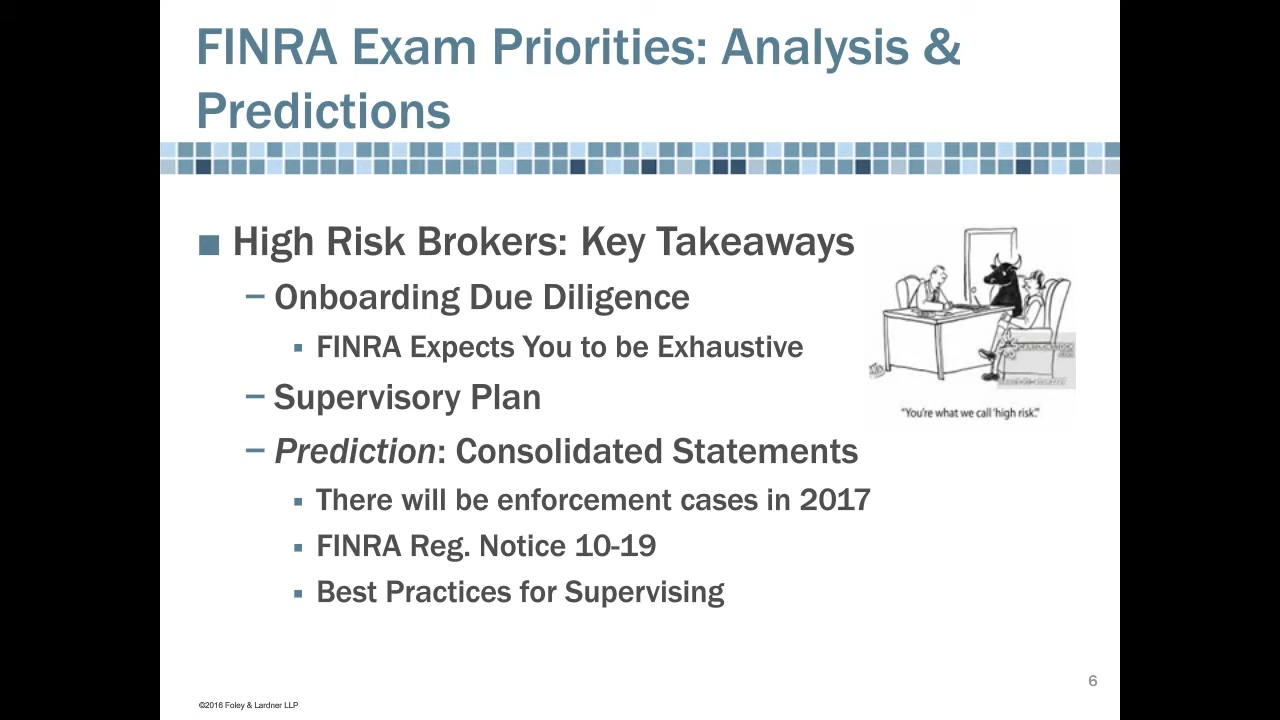 FINRA Exam Priorities: Analysis &
Predictions
■ High Risk Brokers: Key Takeaways
– Onboarding Due Diligence
▪ FINRA Expects You to be Exhaustive
– Supervisory Plan
– Prediction: Consolidated Statements
▪ There will be enforcement cases in 2017
▪ FINRA Reg. Notice 10-19
▪ Best Practices for Supervising
"You're what we call 'high risk'."
6
©2016 Foley & Lardner LLP